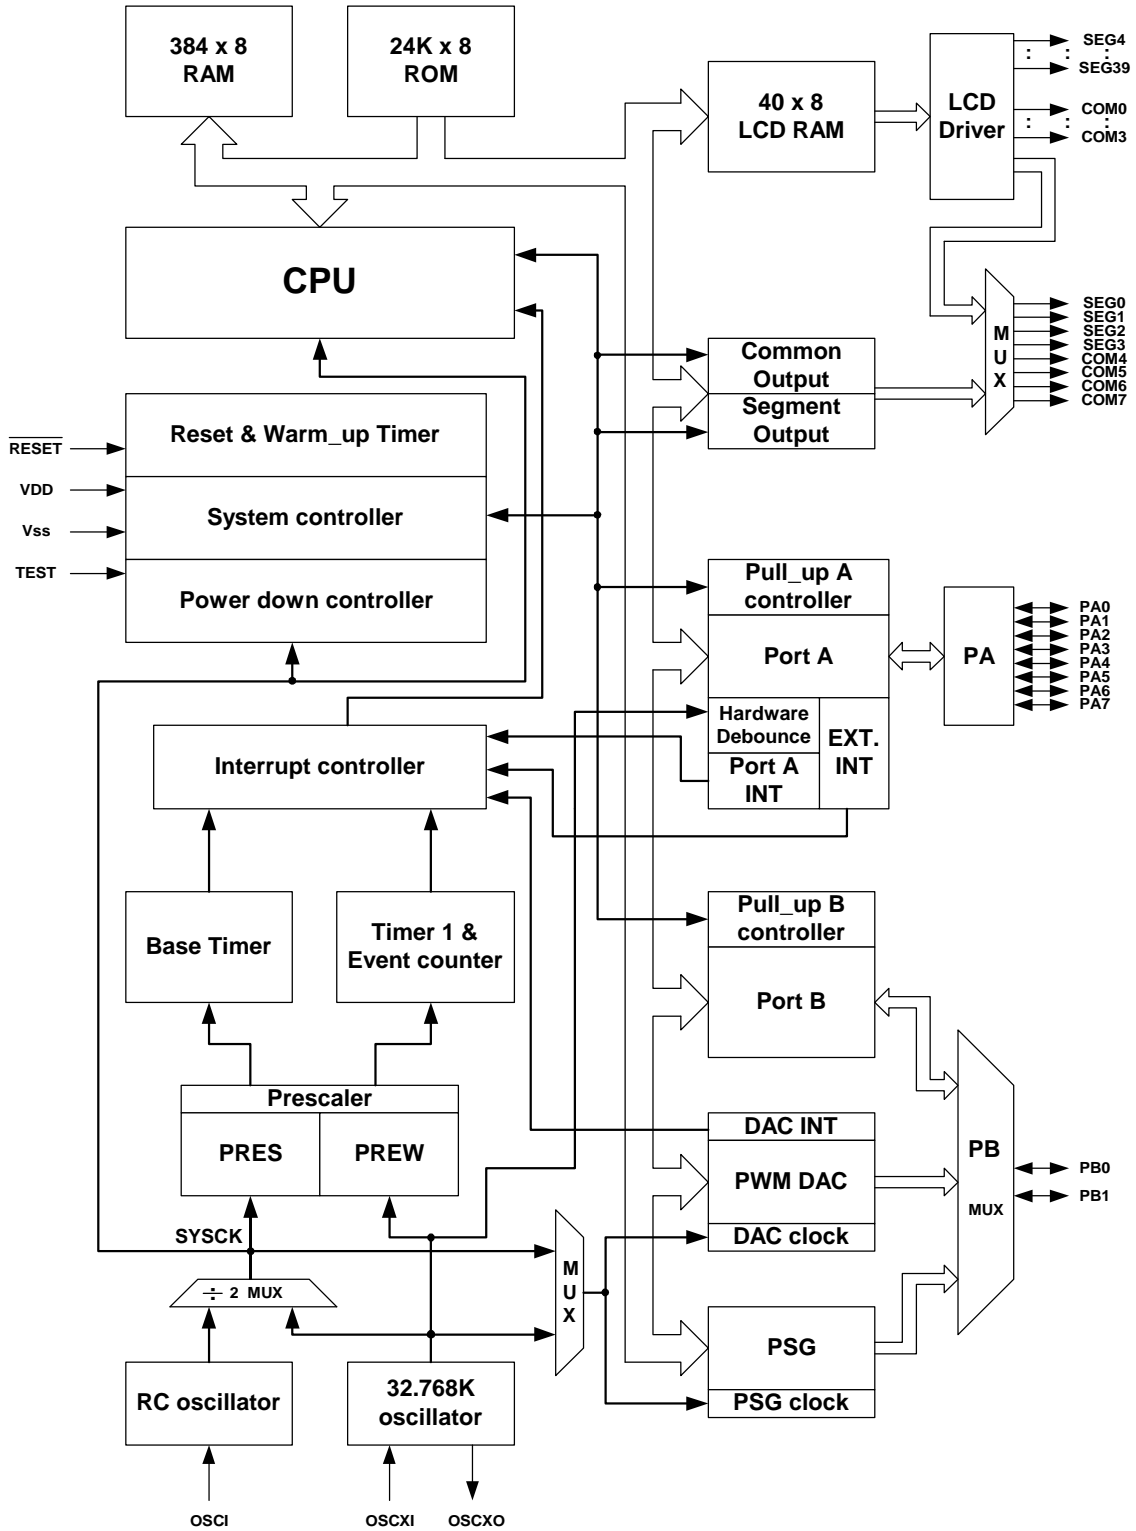 384 x 8
RAM
24K x 8
ROM
40 x 8
LCD RAM
LCD
Driver
SEG4
: : :
SEG39
COM0
: : :
COM3
CPU
MUX
SEG0
SEG1
SEG2
SEG3
COM4
COM5
COM6
COM7
Common
Output
Segment
Output
RESET
VDD
Vss
TEST
Reset & Warm_up Timer
System controller
Power down controller
Pull_up A
controller
Port A
Hardware
Debounce
Port A
INT
EXT.
INT
PA
PA0
PA1
PA2
PA3
PA4
PA5
PA6
PA7
Interrupt controller
Base Timer
Timer 1 &
Event counter
Pull_up B
controller
Port B
Prescaler
PRES
PREW
DAC INT
PWM DAC
DAC clock
PB
MUX
PB0
PB1
SYSCK
÷ 2 MUX
MUX
PSG
PSG clock
RC oscillator
32.768K
oscillator
OSCI
OSCXI
OSCXO